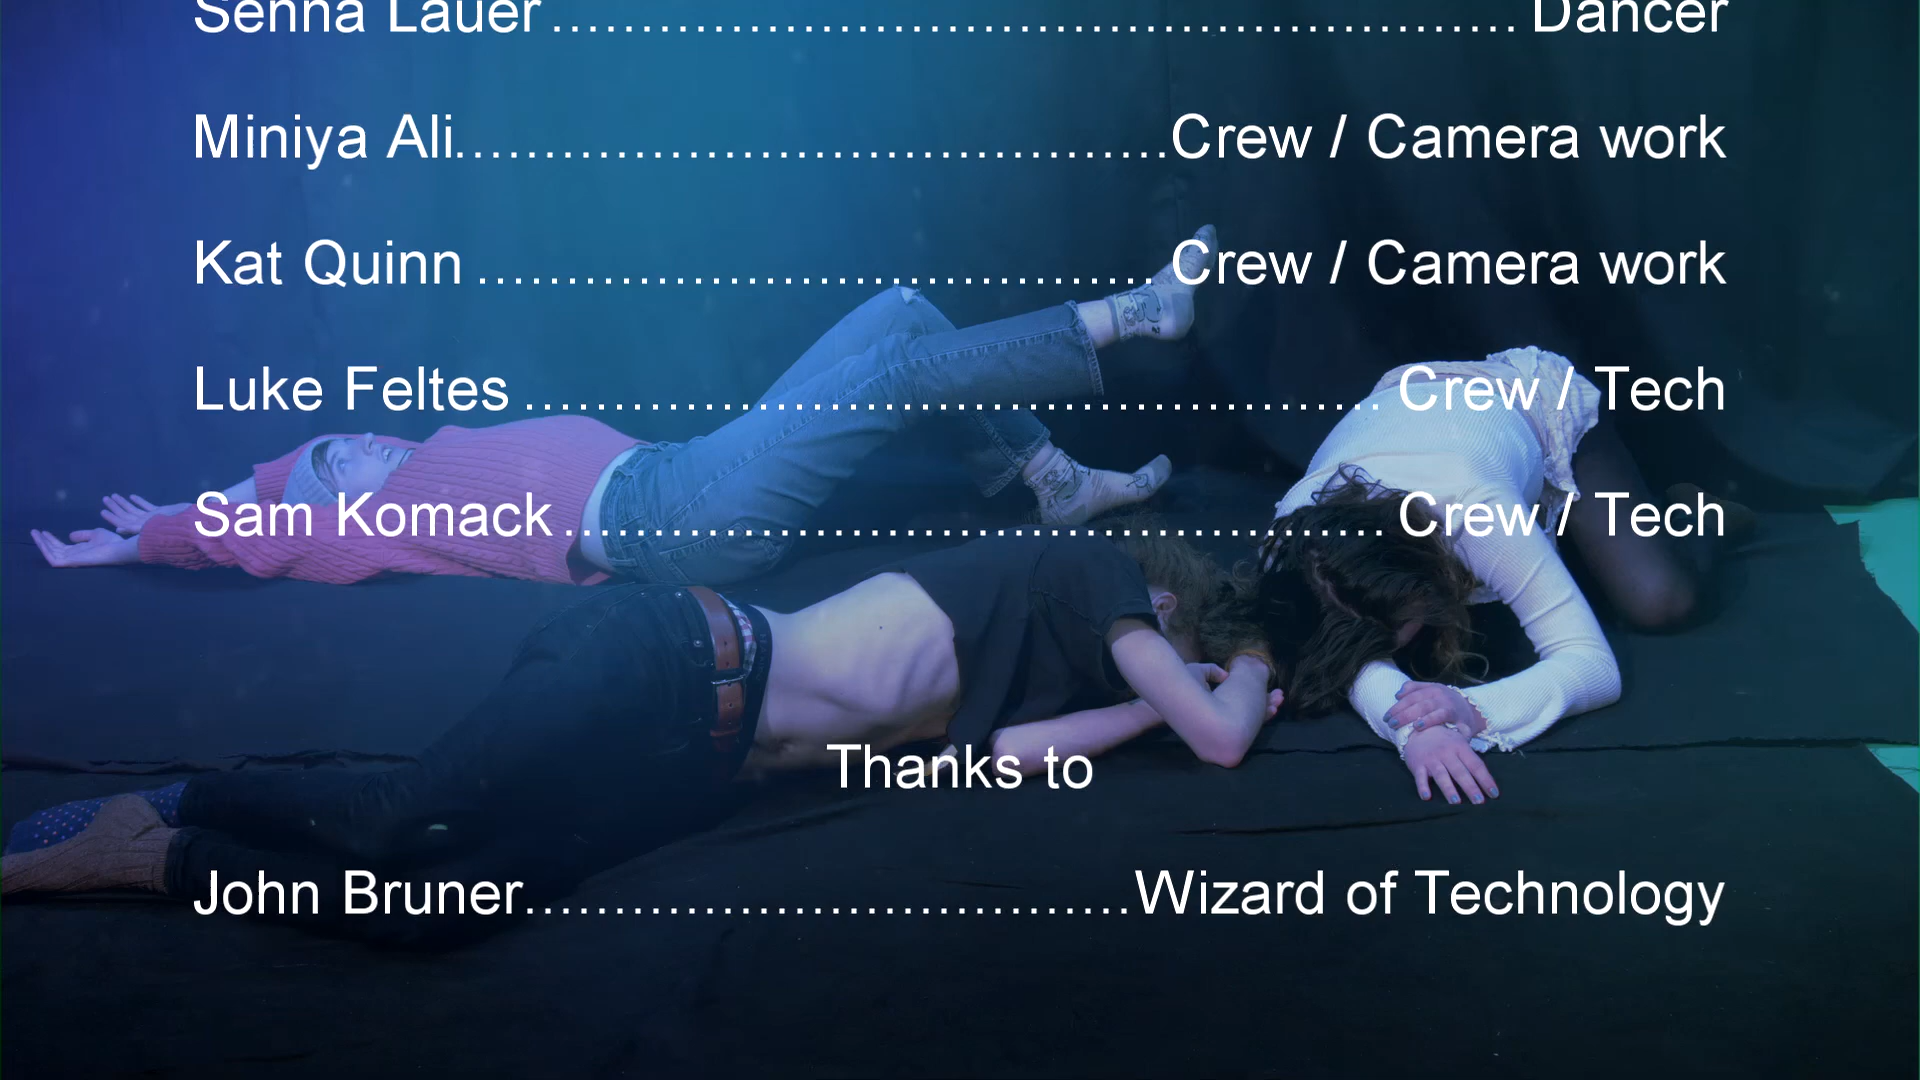 Senna Lauer.................................................Dancer
Miniya Ali....................................Crew / Camera work
Kat Quinn..................................Crew / Camera work
Luke Feltes............................................Crew / Tech
Sam Komack..........................................Crew / Tech
Thanks to
John Bruner...............................Wizard of Technology